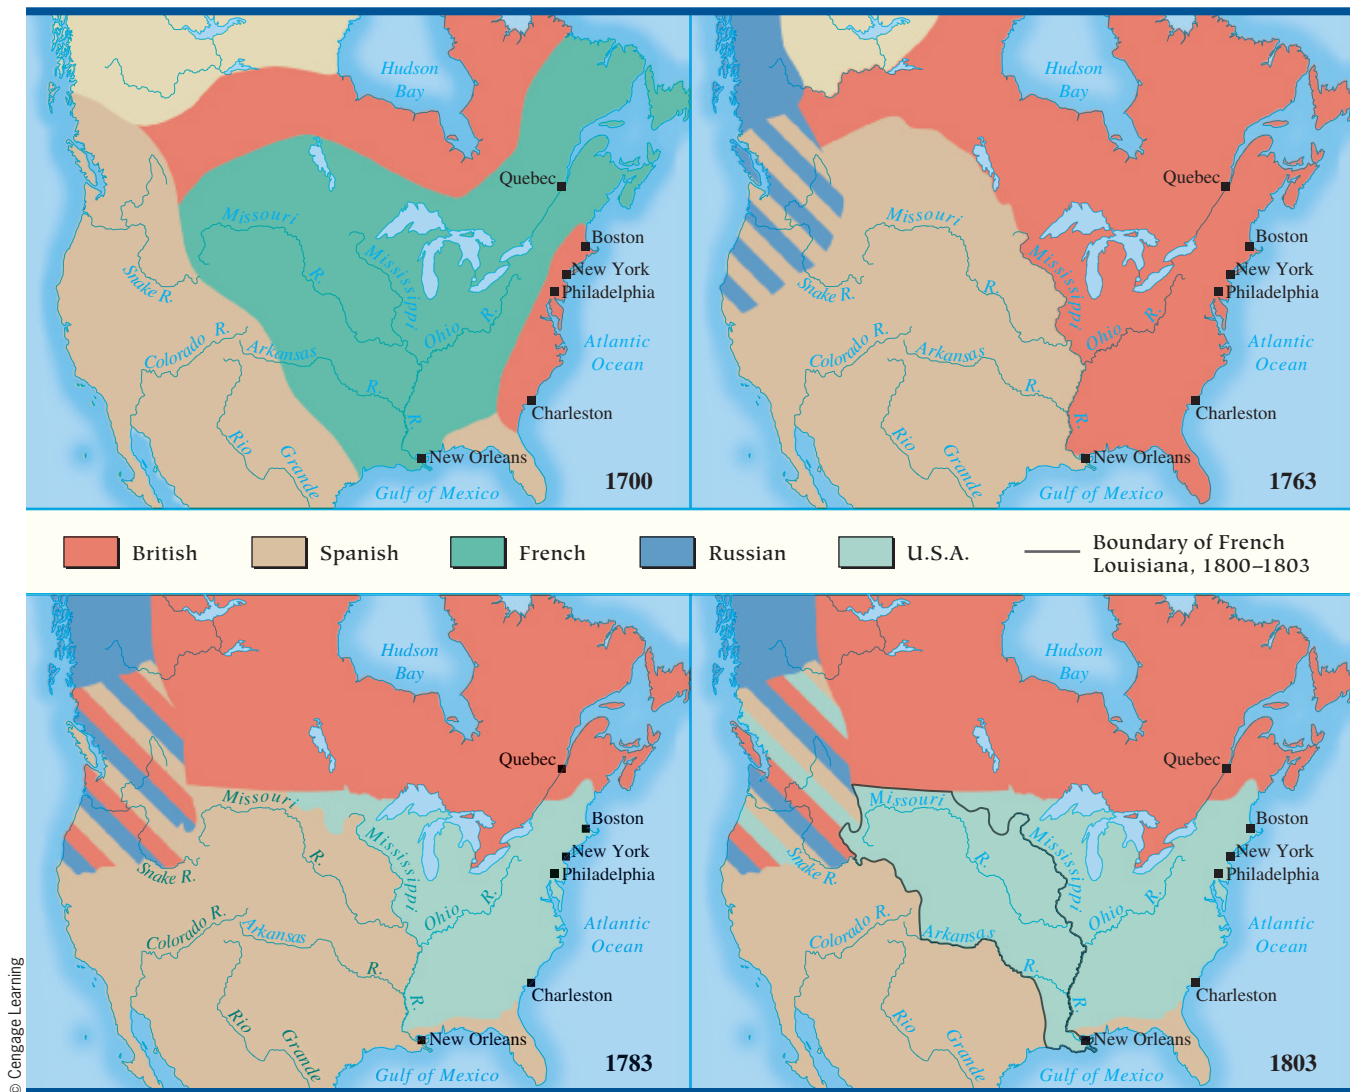 Hudson
Bay
Quebec
Missouri
R.
Mississippi
Boston
New York
Philadelphia
Snake R.
Ohio R.
Colorado R.
Arkansas
R.
Atlantic
Ocean
Charleston
R.
Rio
Grande
New Orleans
Gulf of Mexico
1700
Hudson
Bay
Quebec
Missouri
R.
Mississippi
Boston
New York
Philadelphia
Snake R.
Ohio R.
Colorado R.
Arkansas
R.
Atlantic
Ocean
Charleston
R.
Rio
Grande
New Orleans
Gulf of Mexico
1763
British
Spanish
French
Russian
U.S.A.
Boundary of French
Louisiana, 1800–1803
Hudson
Bay
Quebec
Missouri
R.
Mississippi
Boston
New York
Philadelphia
Snake R.
Ohio R.
Colorado R.
Arkansas
R.
Atlantic
Ocean
Charleston
R.
Rio
Grande
New Orleans
Gulf of Mexico
1783
Hudson
Bay
Quebec
Missouri
R.
Mississippi
Boston
New York
Philadelphia
Snake R.
Ohio R.
Colorado R.
Arkansas
R.
Atlantic
Ocean
Charleston
R.
Rio
Grande
New Orleans
Gulf of Mexico
1803
© Cengage Learning